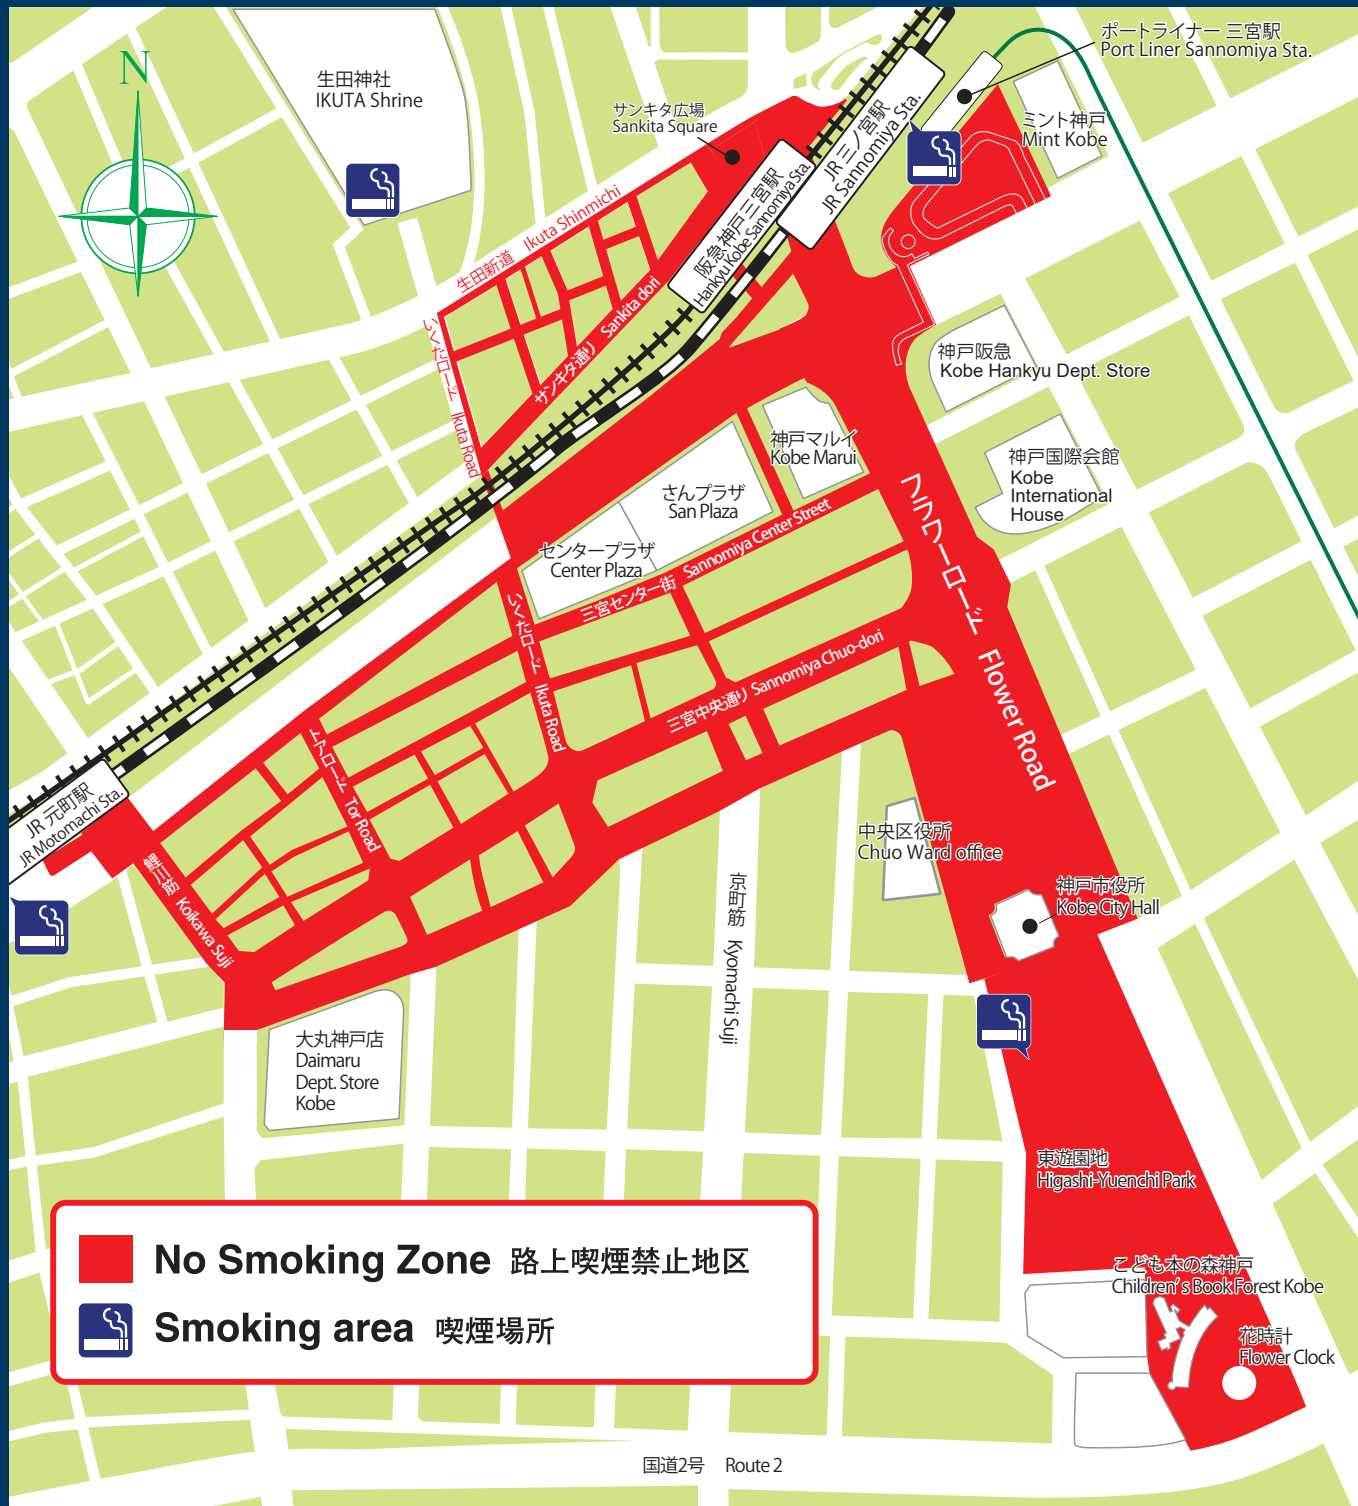 N
生田神社
IKUTA Shrine
サンキタ広場
Sankita Square
ポートライナー 三宮駅
Port Liner Sannomiya Sta.
ミント神戸
Mint Kobe
JR 三ノ宮駅
JR Sannomiya Sta.
阪急神戸三宮駅
Hankyu Kobe Sannomiya Sta.
生田新道 Ikuta Shinmichi
サンキタ通り Sankita dori
いくたロード Ikuta Road
神戸阪急
Kobe Hankyu Dept. Store
神戸マルイ
Kobe Marui
神戸国際会館
Kobe
International
House
さんプラザ
San Plaza
センタープラザ
Center Plaza
三宮センター街 Sannomiya Center Street
フラワーロード Flower Road
いくたロード Ikuta Road
三宮中央通り Sannomiya Chuo-dori
トアロード Tor Road
JR 元町駅
JR Motomachi Sta.
鯉川筋 Koikawa Suji
中央区役所
Chuo Ward office
神戸市役所
Kobe City Hall
京町筋 Kyomachi Suji
大丸神戸店
Daimaru
Dept. Store
Kobe
東遊園地
Higashi-Yuenchi Park
No Smoking Zone 路上喫煙禁止地区
Smoking area 喫煙場所
こども本の森神戸
Children's Book Forest Kobe
花時計
Flower Clock
国道2号 Route 2